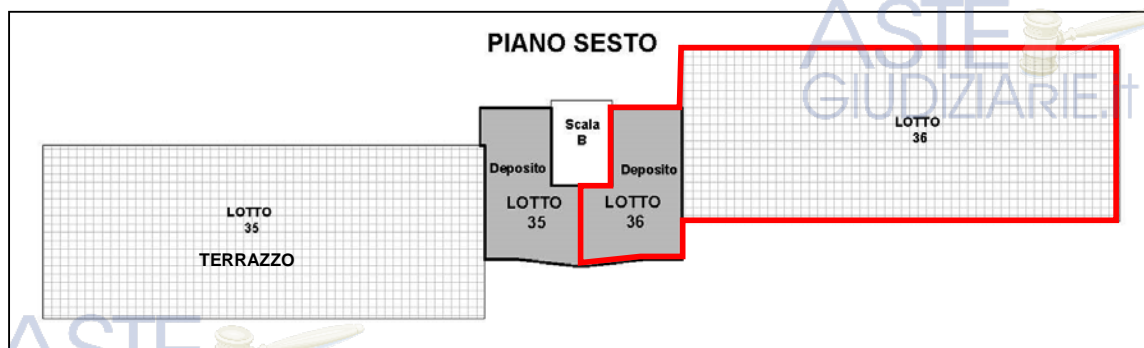 ASTE
GIUDIZIARIE.it
PIANO SESTO
Scala
B
LOTTO
36
Deposito
Deposito
LOTTO
35
LOTTO
36
LOTTO
35
TERRAZZO
ASTE